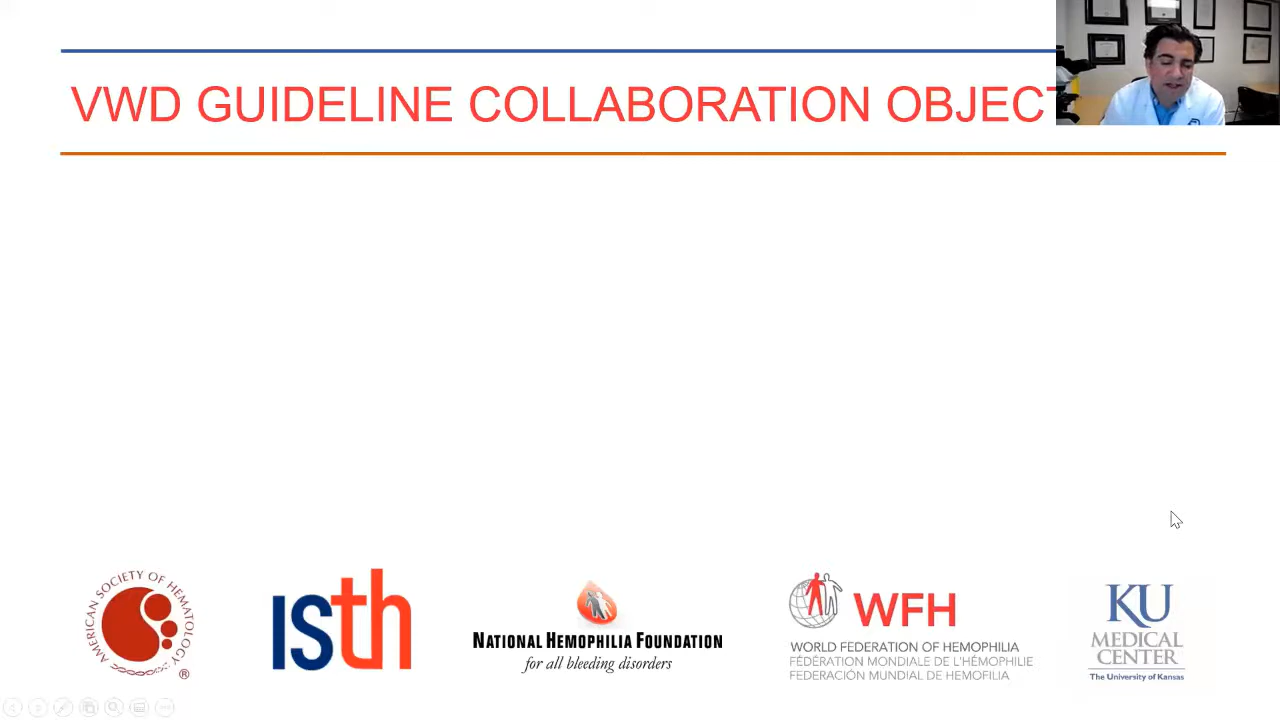 VWD GUIDELINE COLLABORATION OBJECT
AMERICAN SOCIETY OF HEMATOLOGY
®
isth
NATIONAL HEMOPHILIA FOUNDATION
for all bleeding disorders
WFH
WORLD FEDERATION OF HEMOPHILIA
FÉDÉRATION MONDIALE DE L'HÉMOPHILIE
FEDERACIÓN MUNDIAL DE HEMOFILIA
KU
MEDICAL
CENTER
The University of Kansas